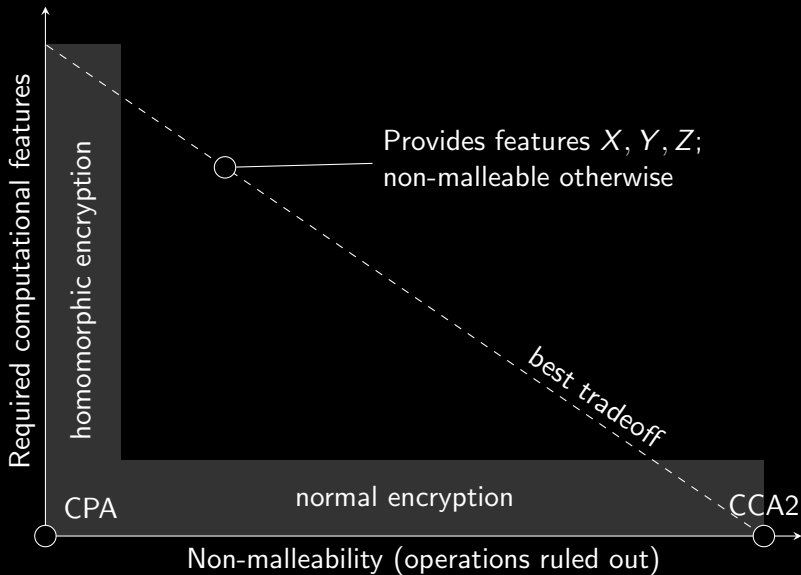 Required computational features
homomorphic encryption
Provides features X, Y, Z;
non-malleable otherwise
best tradeoff
normal encryption
CPA
CCA2
Non-malleability (operations ruled out)